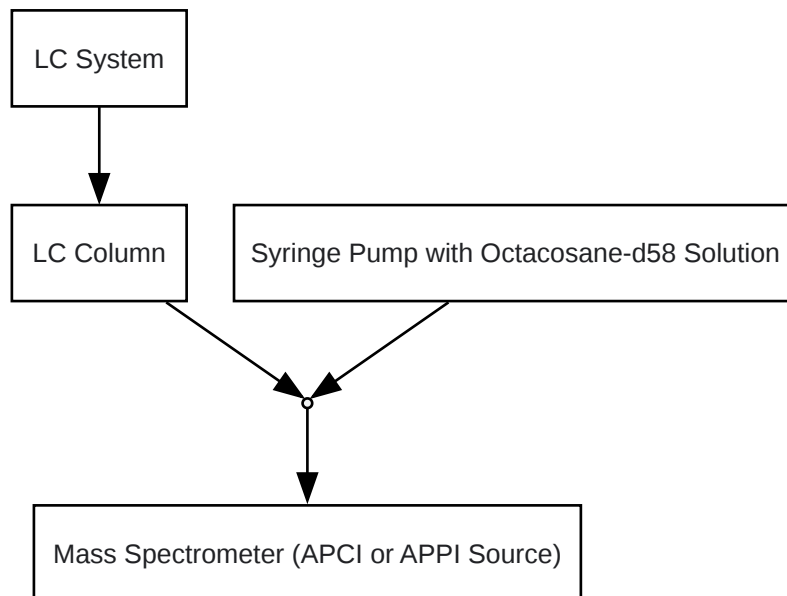 LC System
LC Column
Syringe Pump with Octacosane-d58 Solution
Mass Spectrometer (APCI or APPI Source)